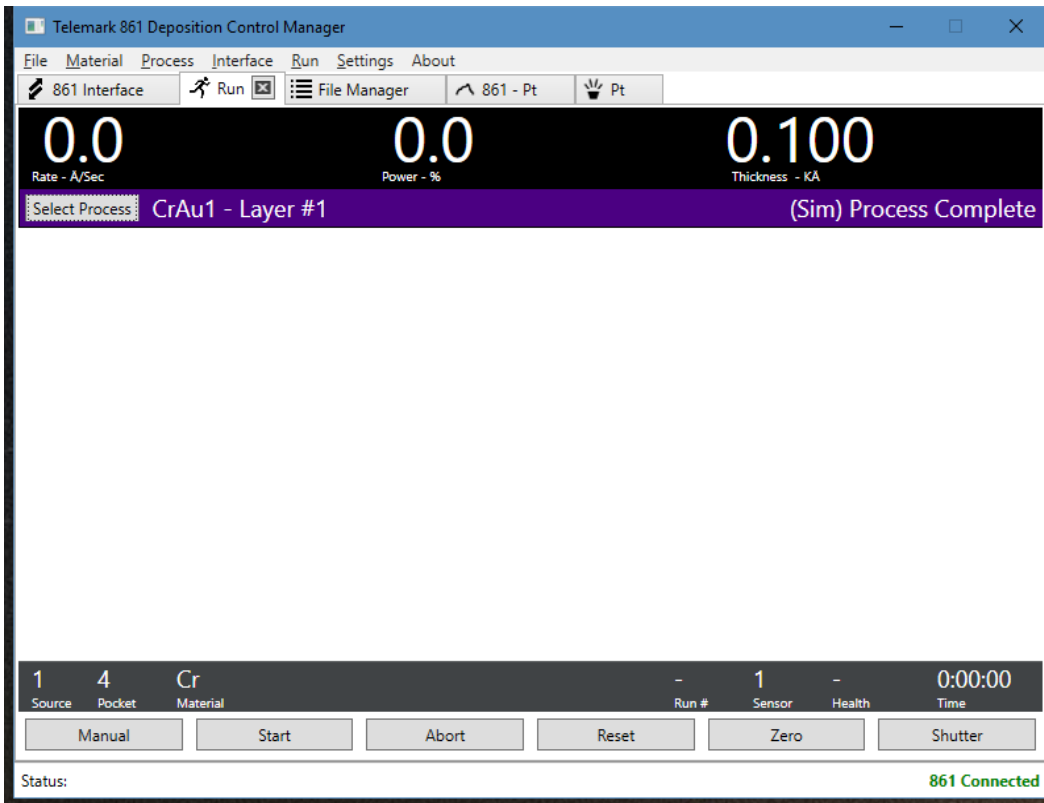 Telemark 861 Deposition Control Manager
File Material Process Interface Run Settings About
861 Interface Run File Manager 861 - Pt Pt
0.0 0.0 0.100
Rate - Å/Sec Power - % Thickness - KÅ
Select Process CrAu1 - Layer #1 (Sim) Process Complete
1 4 Cr - 1 - 0:00:00
Source Pocket Material Run # Sensor Health Time
Manual Start Abort Reset Zero Shutter
Status: 861 Connected